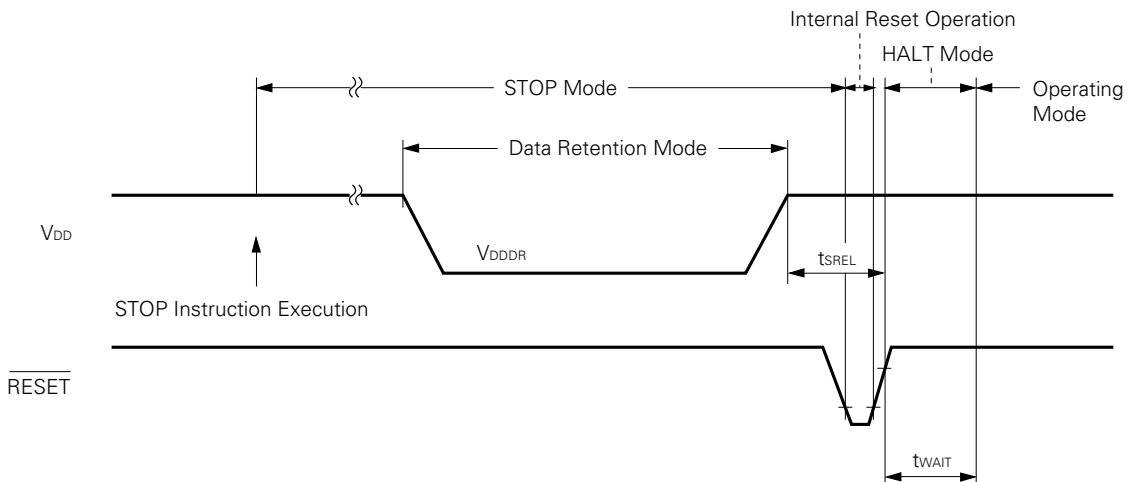 Internal Reset Operation
HALT Mode
STOP Mode
Operating
Mode
Data Retention Mode
VDD
VDDDR
tSREL
STOP Instruction Execution
RESET
tWAIT